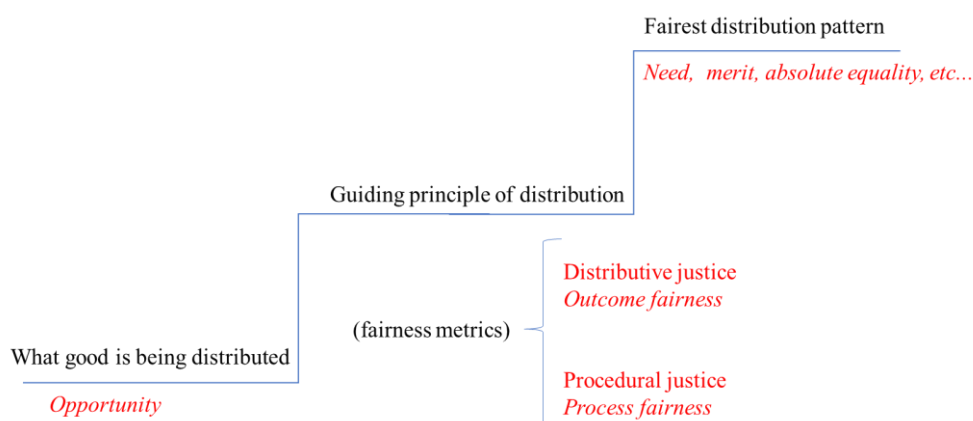 Fairest distribution pattern
Need, merit, absolute equality, etc...
Guiding principle of distribution
Distributive justice
Outcome fairness
(fairness metrics)
What good is being distributed
Procedural justice
Opportunity
Process fairness